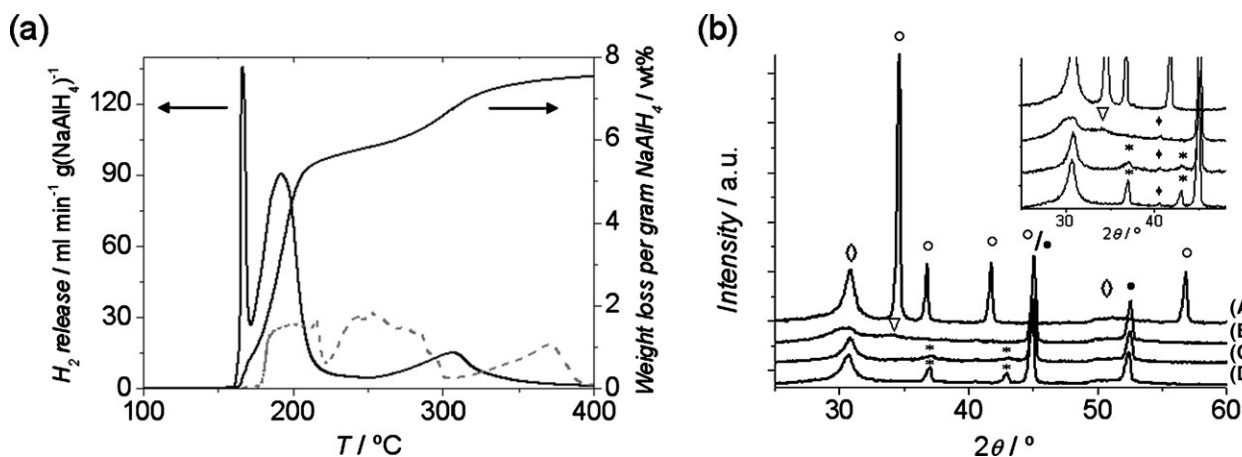 (a)
H2 release / ml min-1 g(NaAlH4)-1
120
90
60
30
0
100
200
300
400
T / ºC
8
6
4
2
0
Weight loss per gram NaAlH4 / wt%
(b)
Intensity / a.u.
30
40
50
60
2θ / °
/
*
*
*
*
(A
(B
(C
(D
30
40
2θ / °
*
*
*
*